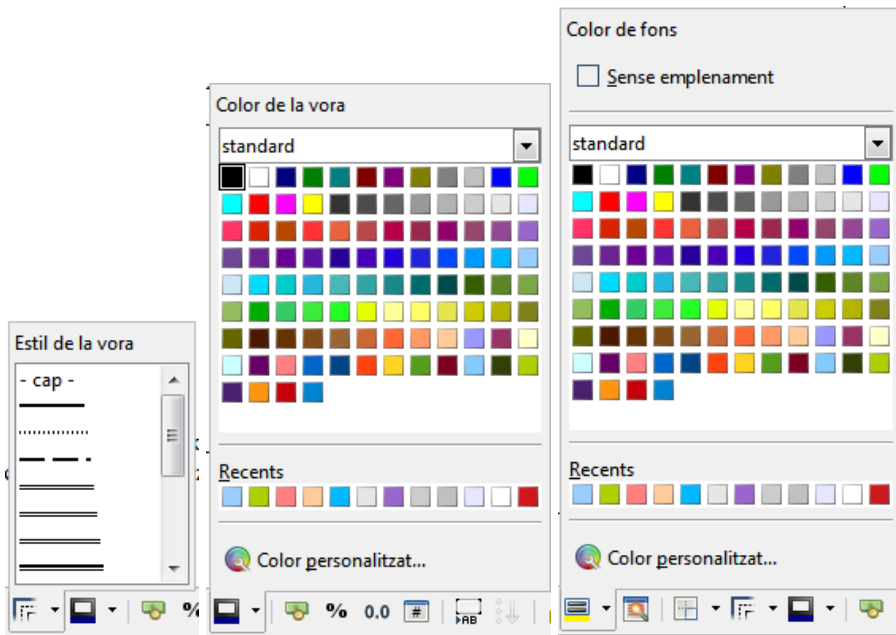 Estil de la vora
- cap -
%
Color de la vora
standard
Recents
Color personalitzat...
% 0.0 #
AB
Color de fons
Sense emplenament
standard
Recents
Color personalitzat...